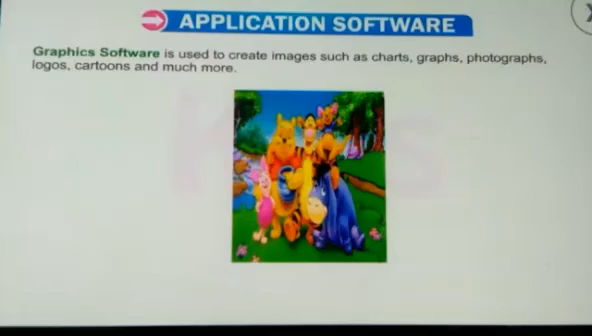 APPLICATION SOFTWARE
Graphics Software is used to create images such as charts, graphs, photographs,
logos, cartoons and much more.